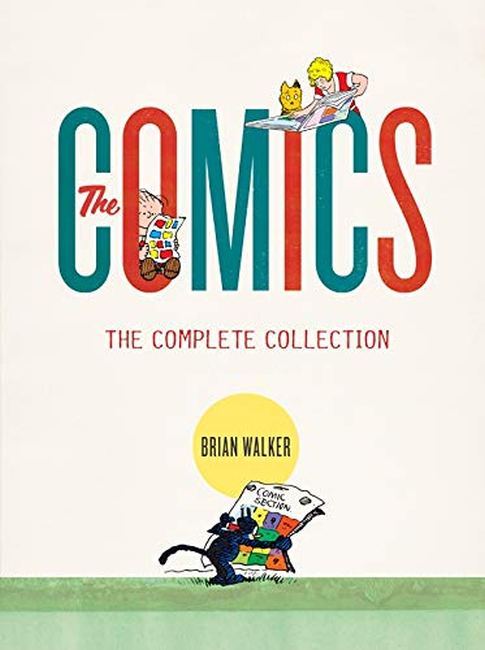 The
COMICS
THE COMPLETE COLLECTION
BRIAN WALKER
COMIC
SECTION